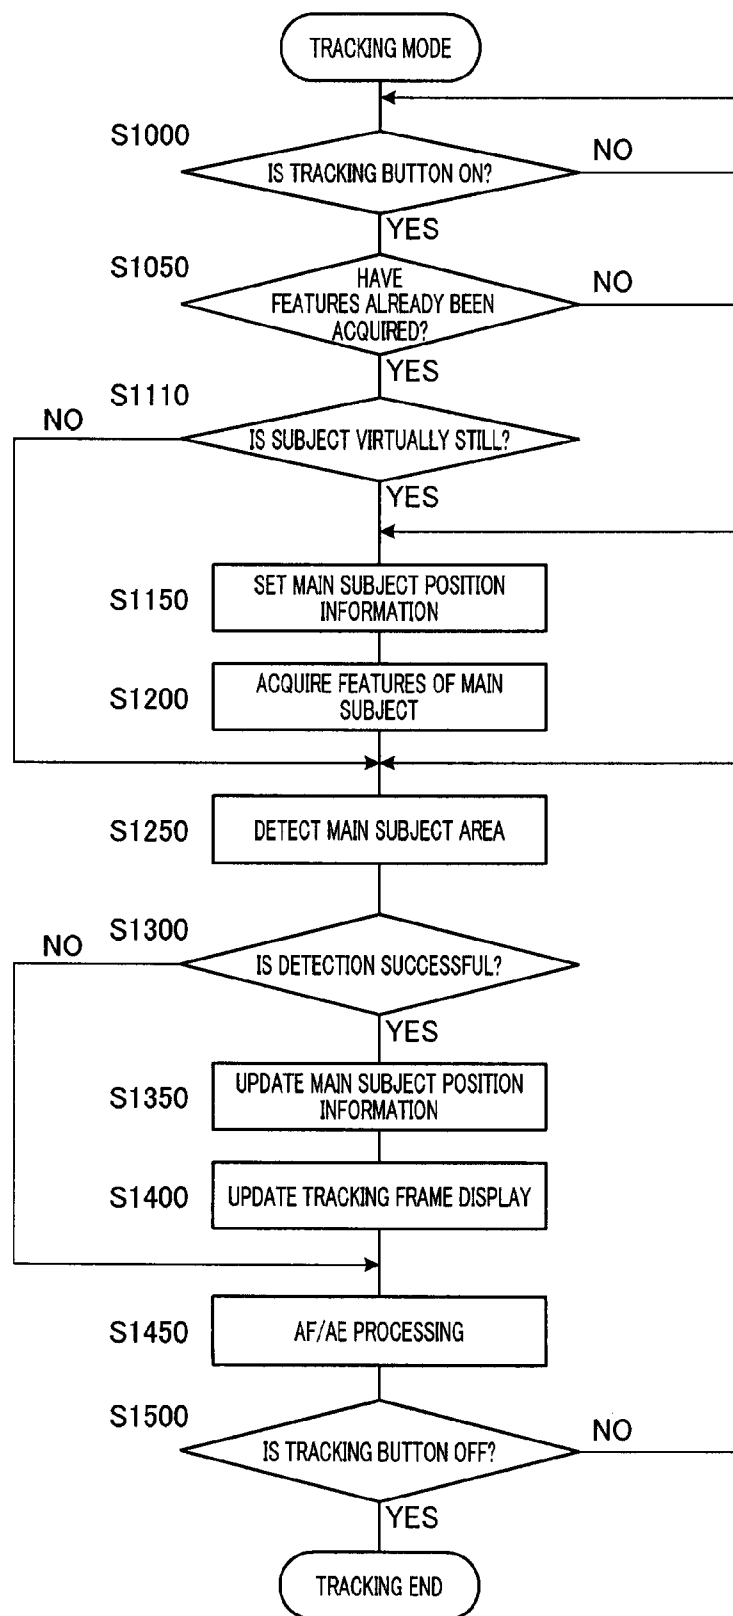 TRACKING MODE
S1000
IS TRACKING BUTTON ON?
NO
YES
S1050
HAVE
FEATURES ALREADY BEEN
ACQUIRED?
NO
YES
S1110
NO
IS SUBJECT VIRTUALLY STILL?
YES
S1150
SET MAIN SUBJECT POSITION
INFORMATION
S1200
ACQUIRE FEATURES OF MAIN
SUBJECT
S1250
DETECT MAIN SUBJECT AREA
S1300
NO
IS DETECTION SUCCESSFUL?
YES
S1350
UPDATE MAIN SUBJECT POSITION
INFORMATION
S1400
UPDATE TRACKING FRAME DISPLAY
S1450
AF/AE PROCESSING
S1500
IS TRACKING BUTTON OFF?
NO
YES
TRACKING END